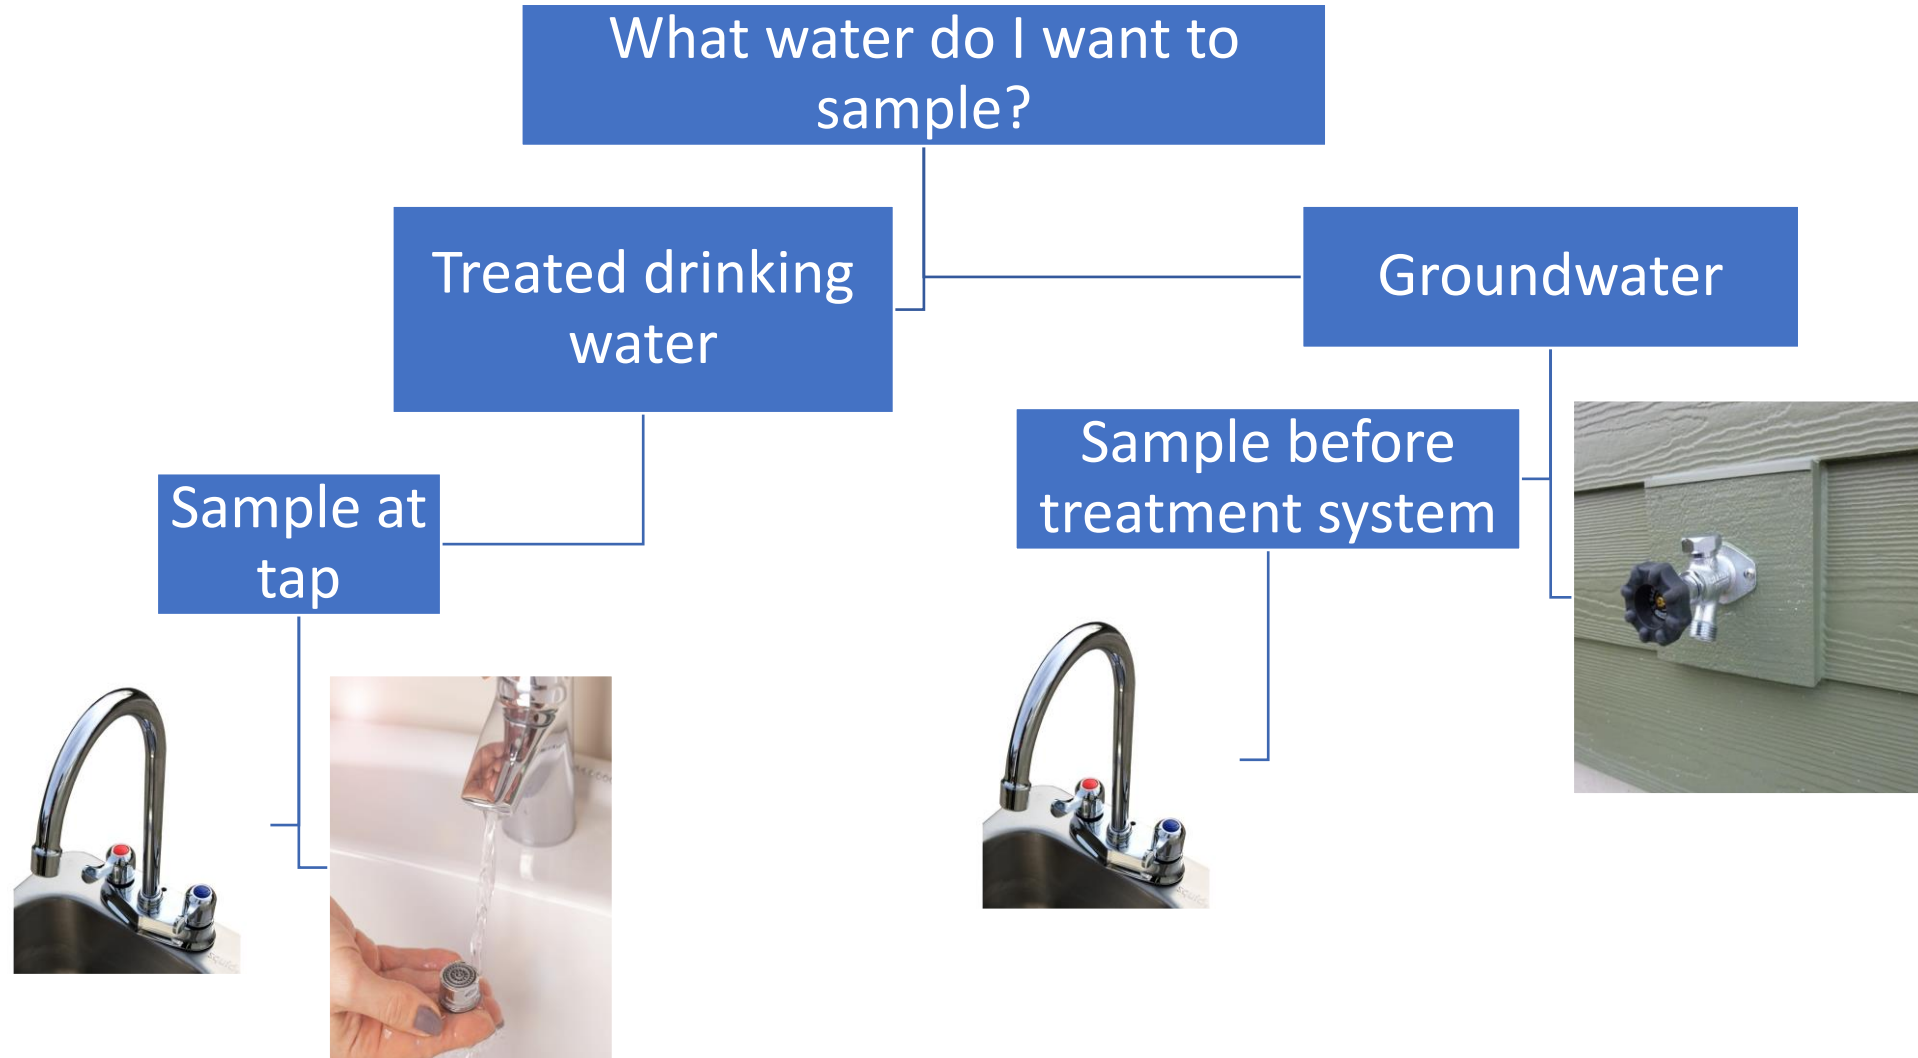 What water do I want to
sample?
Treated drinking
water
Groundwater
Sample before
treatment system
Sample at
tap